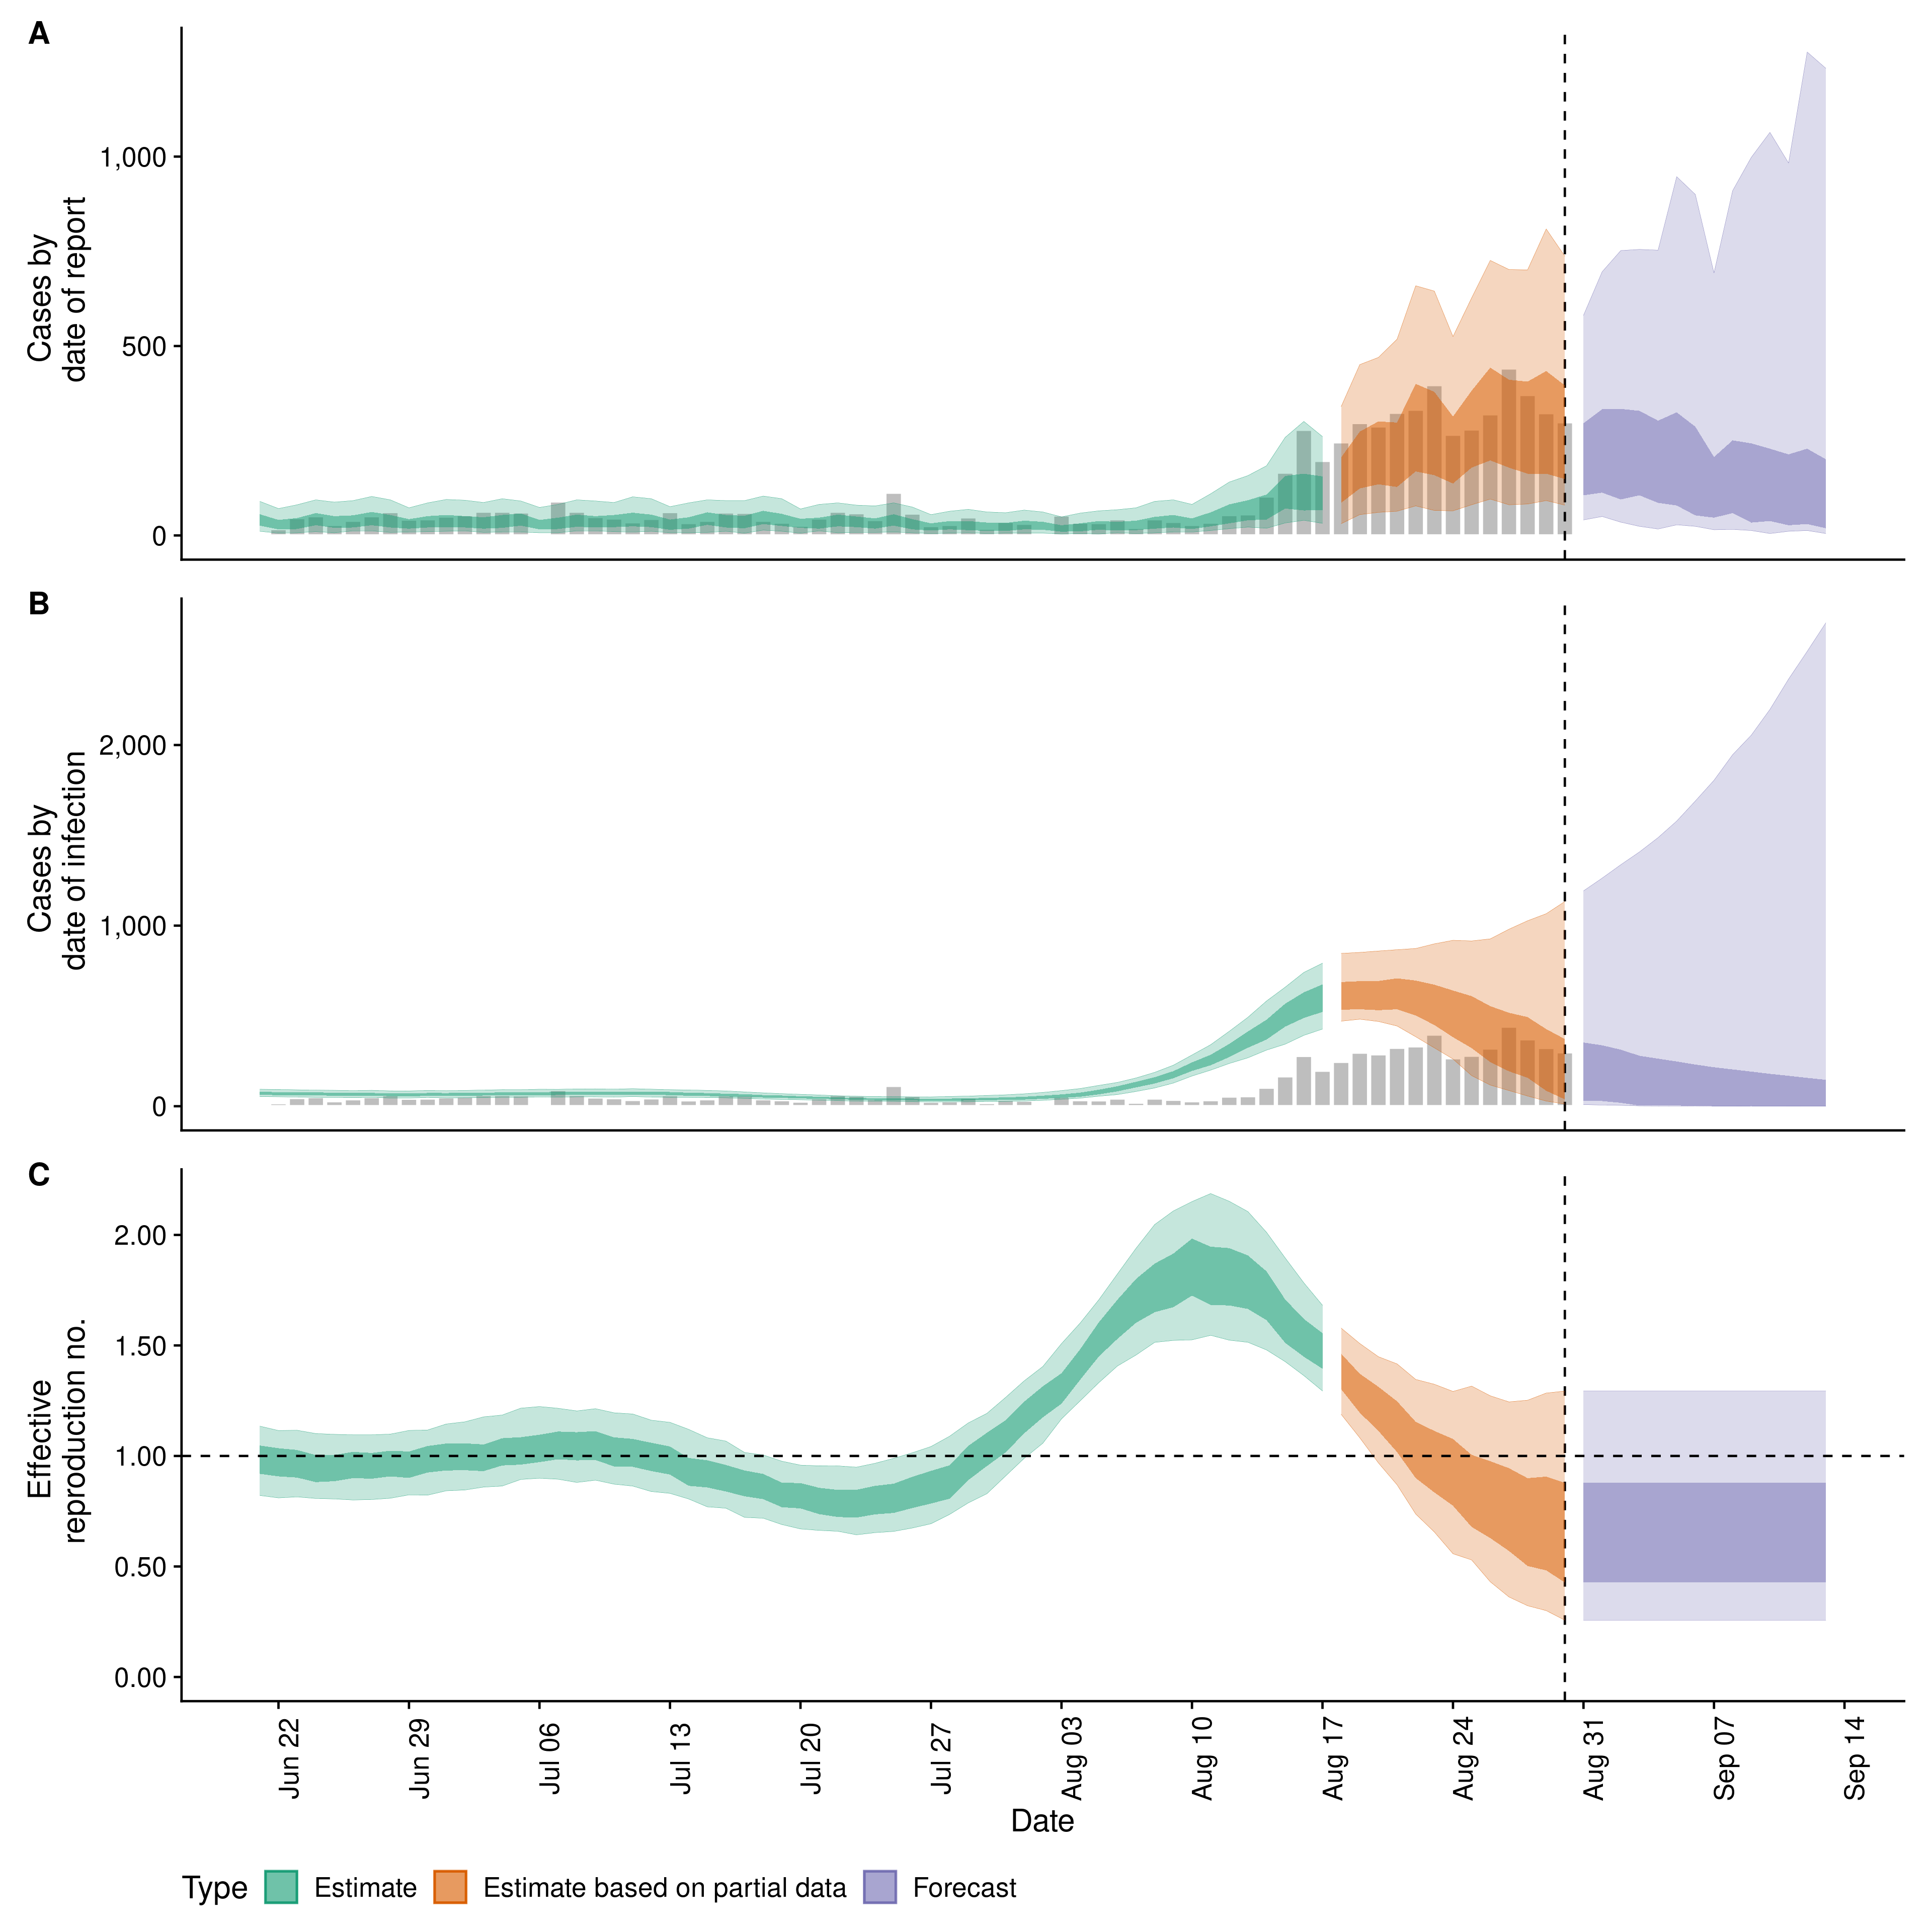 A
Cases by
date of report
1,000
500
0
B
Cases by
date of infection
2,000
1,000
0
C
Effective
reproduction no.
2.00
1.50
1.00
0.50
0.00
Jun 22
Jun 29
Jul 06
Jul 13
Jul 20
Jul 27
Aug 03
Aug 10
Aug 17
Aug 24
Aug 31
Sep 07
Sep 14
Date
Type Estimate Estimate based on partial data Forecast